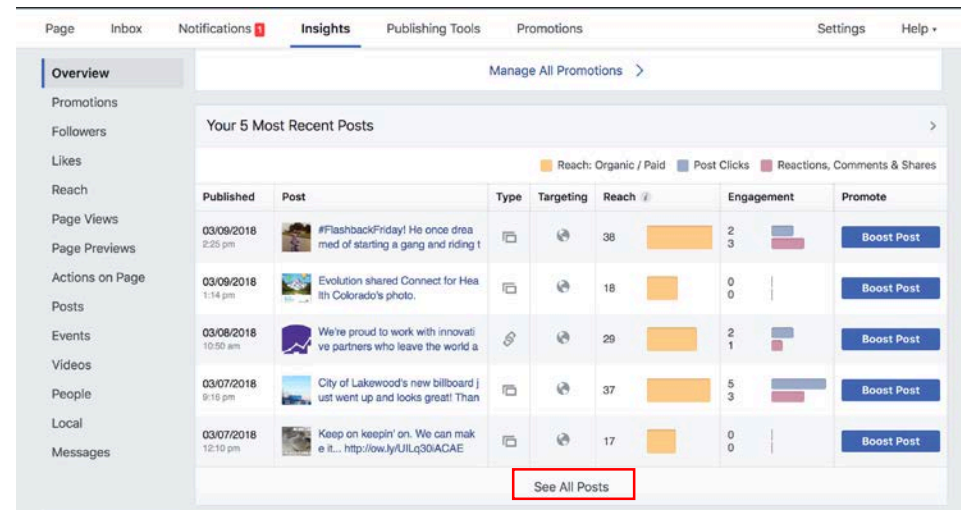 Page Inbox Notifications 1 Insights Publishing Tools Promotions Settings Help
Overview
Promotions
Followers
Likes
Reach
Page Views
Page Previews
Actions on Page
Posts
Events
Videos
People
Local
Messages
Manage All Promotions >
Your 5 Most Recent Posts >
Reach: Organic / Paid Post Clicks Reactions, Comments & Shares
Published Post Type Targeting Reach i Engagement Promote
03/09/2018 #FlashbackFriday! He once drea 38 2 Boost Post
2:25 pm med of starting a gang and riding t 3
03/09/2018 Evolution shared Connect for Hea 18 0 Boost Post
1:14 pm lth Colorado's photo. 0
03/08/2018 We're proud to work with innovati 29 2 Boost Post
10:50 am ve partners who leave the world a 1
03/07/2018 City of Lakewood's new billboard j 37 5 Boost Post
9:16 pm ust went up and looks great! Than 3
03/07/2018 Keep on keepin' on. We can mak 17 0 Boost Post
12:10 pm e it... http://ow.ly/UILq30iACAE 0
See All Posts